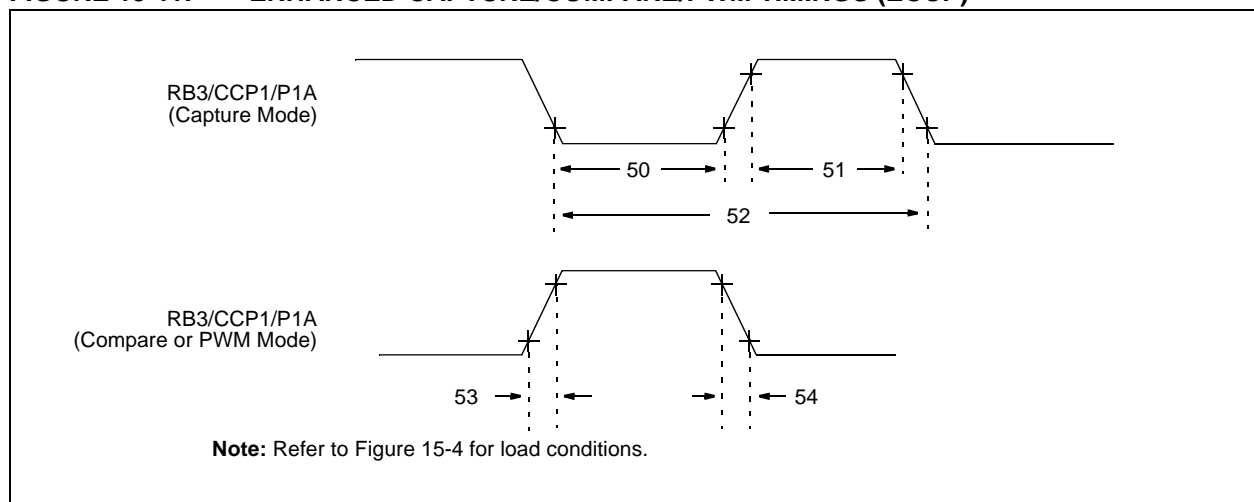 RB3/CCP1/P1A
(Capture Mode)
50
51
52
RB3/CCP1/P1A
(Compare or PWM Mode)
53
54
Note: Refer to Figure 15-4 for load conditions.